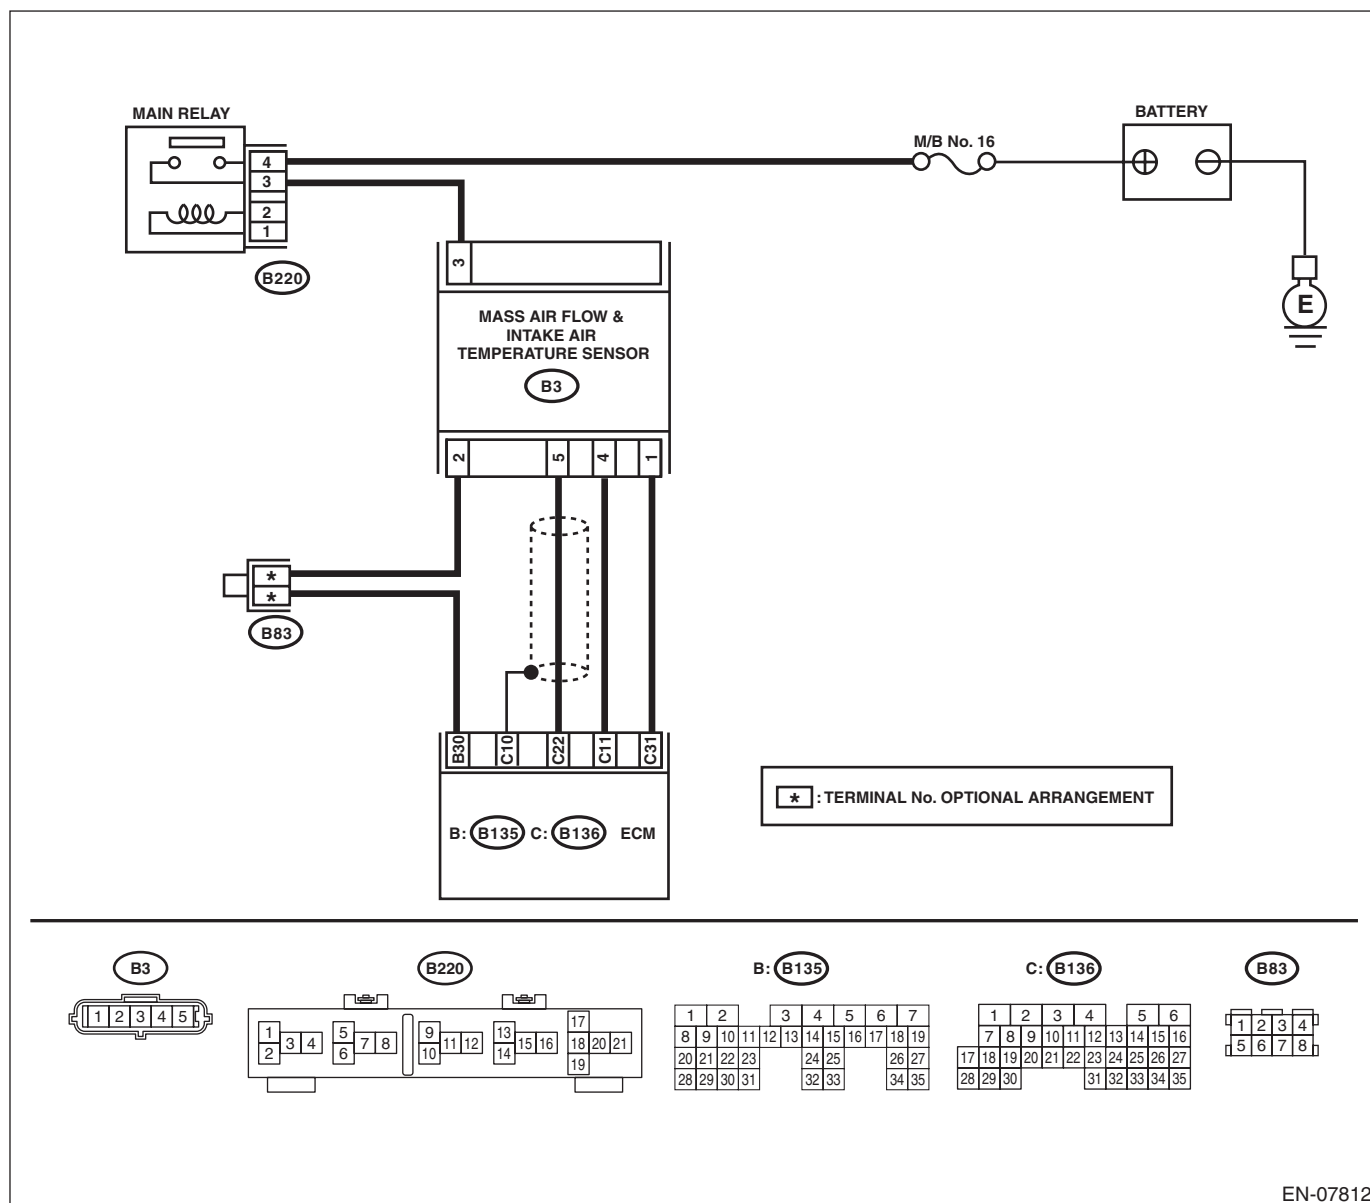 MAIN RELAY
BATTERY
M/B No. 16
4
3
2
1
B220
E
3
MASS AIR FLOW &
INTAKE AIR
TEMPERATURE SENSOR
B3
2 5 4 1
*
*
B83
B30 C10 C22 C11 C31
B: B135 C: B136 ECM
* : TERMINAL No. OPTIONAL ARRANGEMENT
B3
1 2 3 4 5
B220
1 2 3 4 5 6 7 8 9 10 11 12 13 14 15 16 17 18 19 20 21
B: B135
1 2 3 4 5 6 7
8 9 10 11 12 13 14 15 16 17 18 19
20 21 22 23 24 25 26 27
28 29 30 31 32 33 34 35
C: B136
1 2 3 4 5 6
7 8 9 10 11 12 13 14 15 16
17 18 19 20 21 22 23 24 25 26 27
28 29 30 31 32 33 34 35
B83
1 2 3 4
5 6 7 8
EN-07812